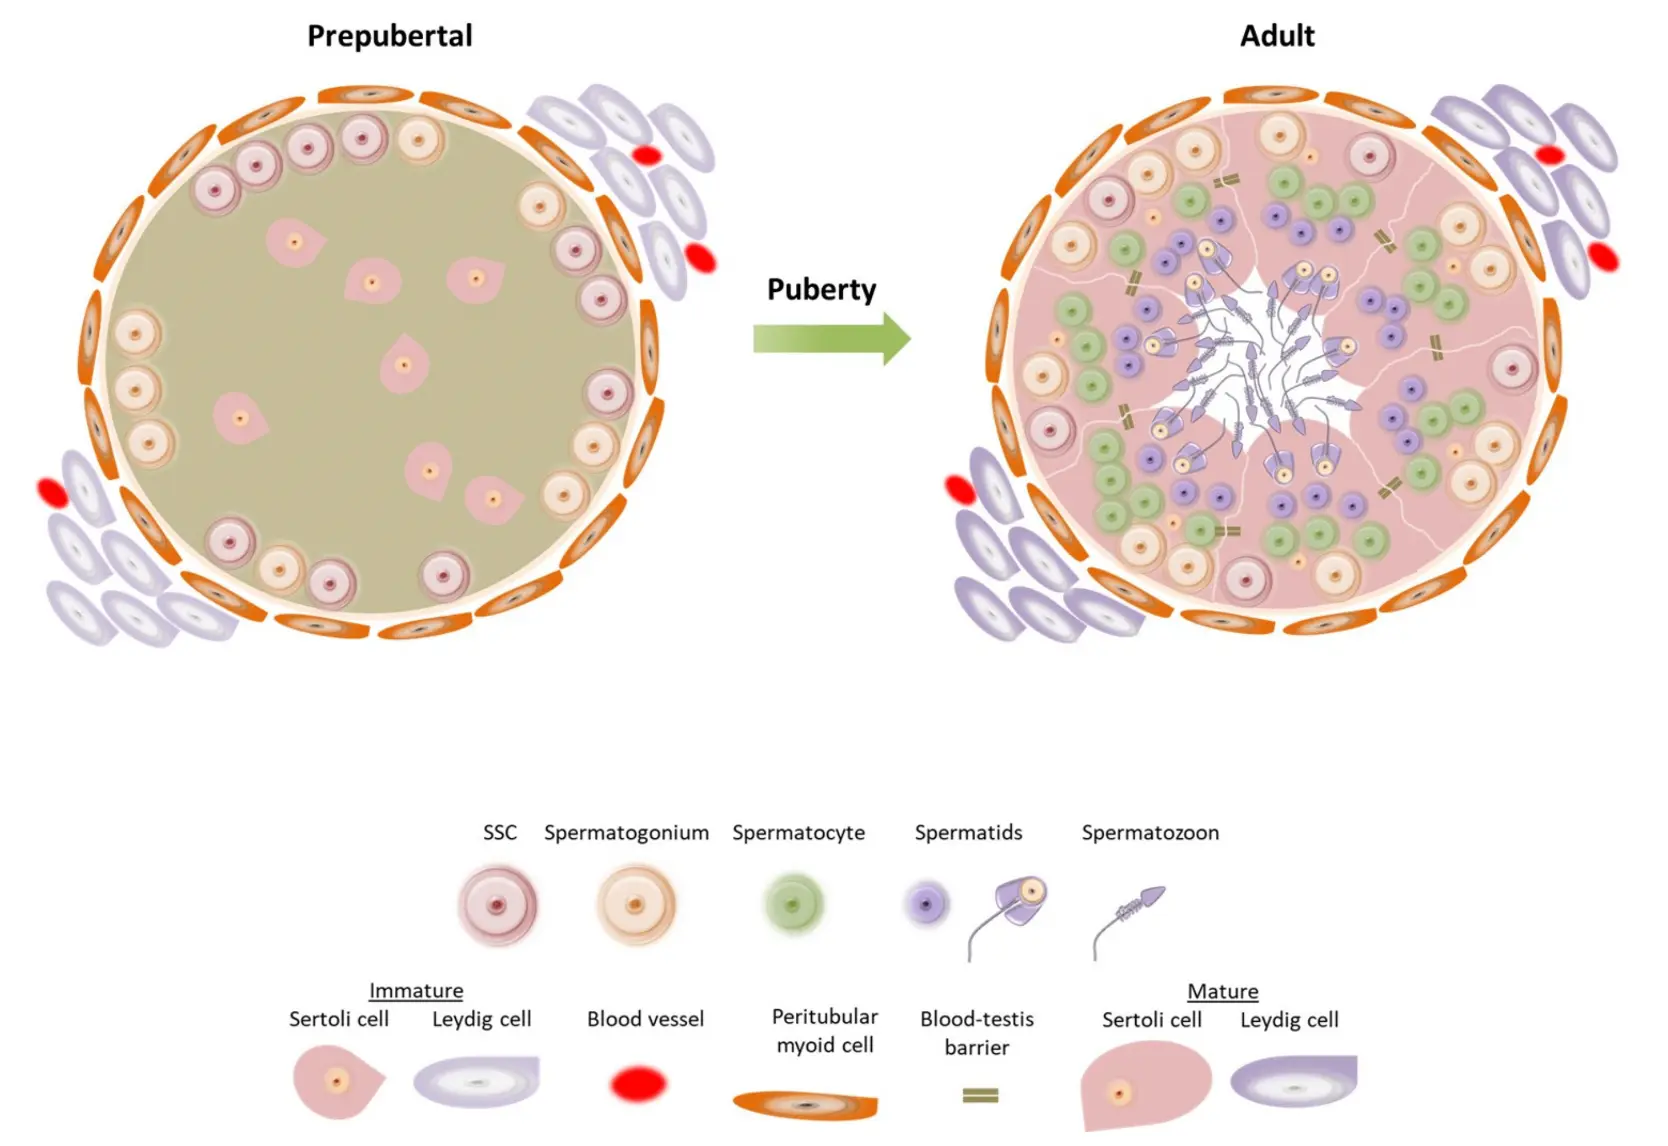 Prepubertal
Adult
Puberty
SSC
Spermatogonium
Spermatocyte
Spermatids
Spermatozoon
Immature
Sertoli cell
Leydig cell
Blood vessel
Peritubular
myoid cell
Blood-testis
barrier
Mature
Sertoli cell
Leydig cell